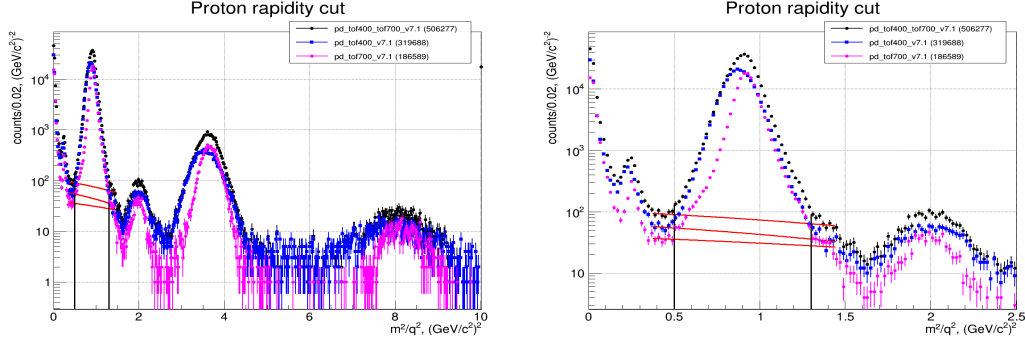 Proton rapidity cut
counts/0.02, (GeV/c²)⁻²
pd_tof400_tof700_v7.1 (506277)
pd_tof400_v7.1 (319688)
pd_tof700_v7.1 (186589)
10⁴
10³
10²
10
1
0 2 4 6 8 10
m²/q², (GeV/c²)²
Proton rapidity cut
counts/0.02, (GeV/c²)⁻²
pd_tof400_tof700_v7.1 (506277)
pd_tof400_v7.1 (319688)
pd_tof700_v7.1 (186589)
10⁴
10³
10²
10
0 0.5 1 1.5 2 2.5
m²/q², (GeV/c²)²